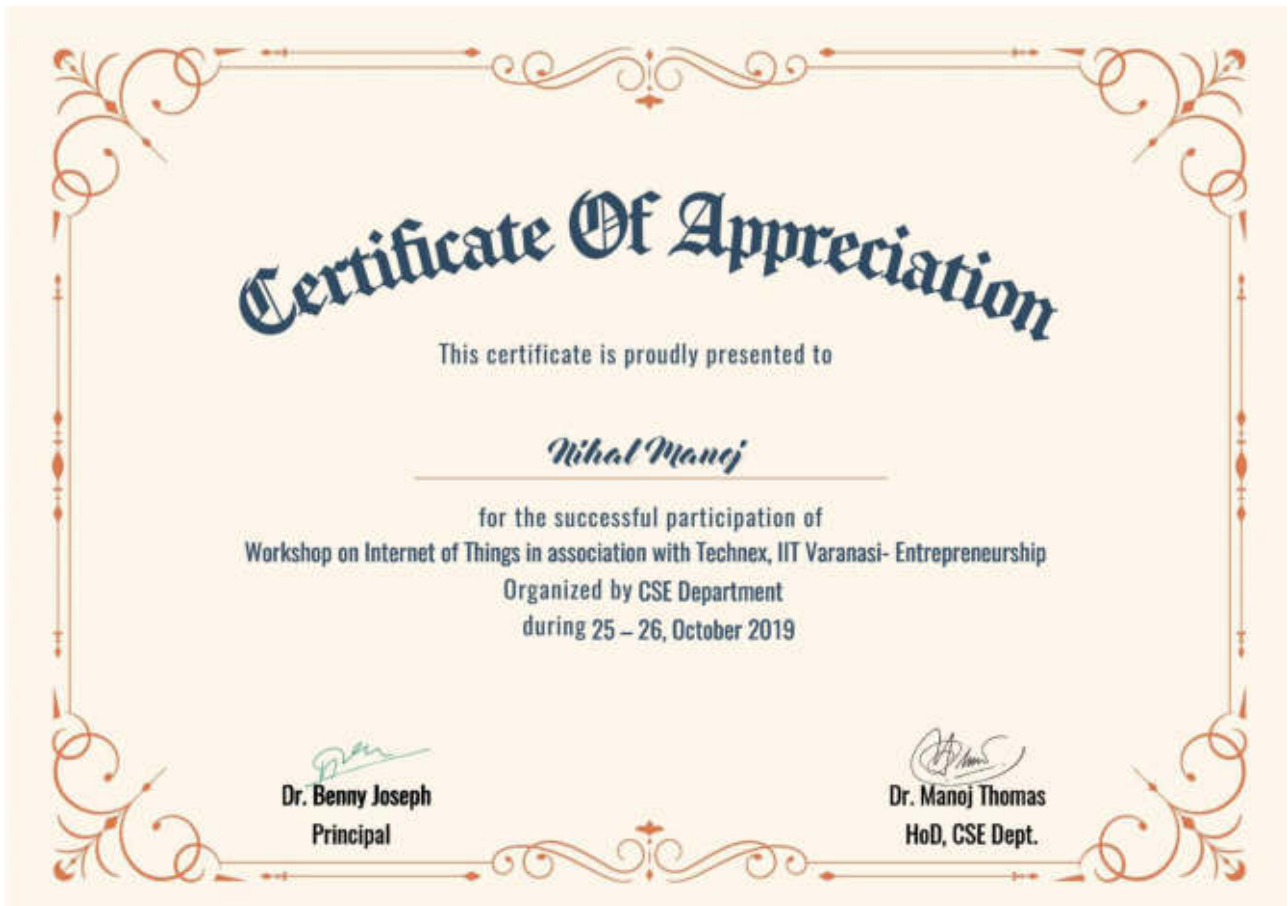 Certificate Of Appreciation
This certificate is proudly presented to
Nihal Manoj
for the successful participation of
Workshop on Internet of Things in association with Technex, IIT Varanasi- Entrepreneurship
Organized by CSE Department
during 25 – 26, October 2019
Dr. Benny Joseph
Principal
Dr. Manoj Thomas
HoD, CSE Dept.